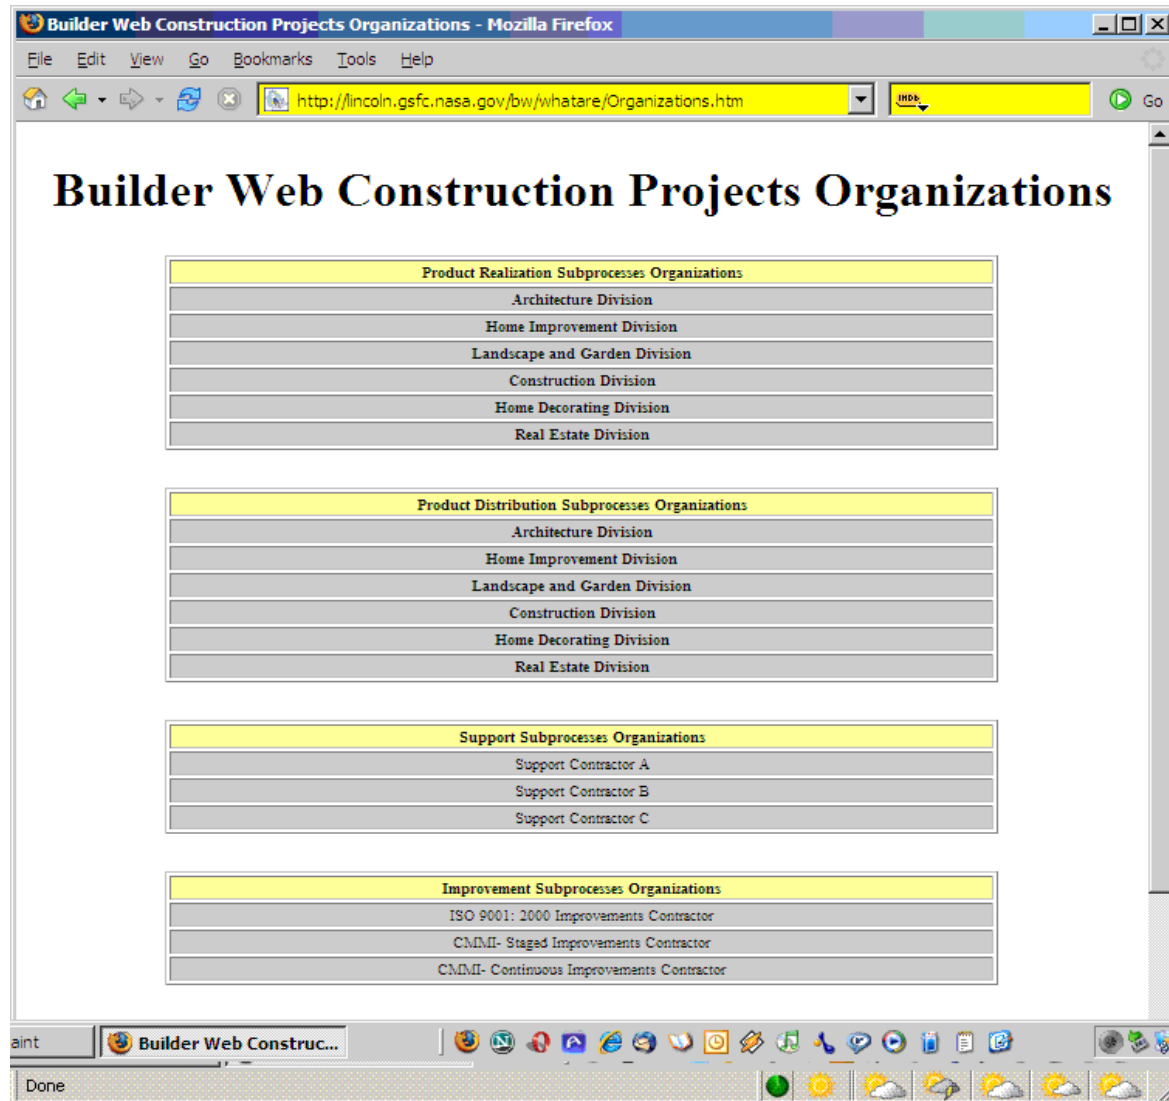 Builder Web Construction Projects Organizations - Mozilla Firefox
File Edit View Go Bookmarks Tools Help
http://lincoln.gsfc.nasa.gov/bw/whatare/Organizations.htm IMDb Go
Builder Web Construction Projects Organizations
Product Realization Subprocesses Organizations
Architecture Division
Home Improvement Division
Landscape and Garden Division
Construction Division
Home Decorating Division
Real Estate Division
Product Distribution Subprocesses Organizations
Architecture Division
Home Improvement Division
Landscape and Garden Division
Construction Division
Home Decorating Division
Real Estate Division
Support Subprocesses Organizations
Support Contractor A
Support Contractor B
Support Contractor C
Improvement Subprocesses Organizations
ISO 9001: 2000 Improvements Contractor
CMMI- Staged Improvements Contractor
CMMI- Continuous Improvements Contractor
aint Builder Web Construc...
Done